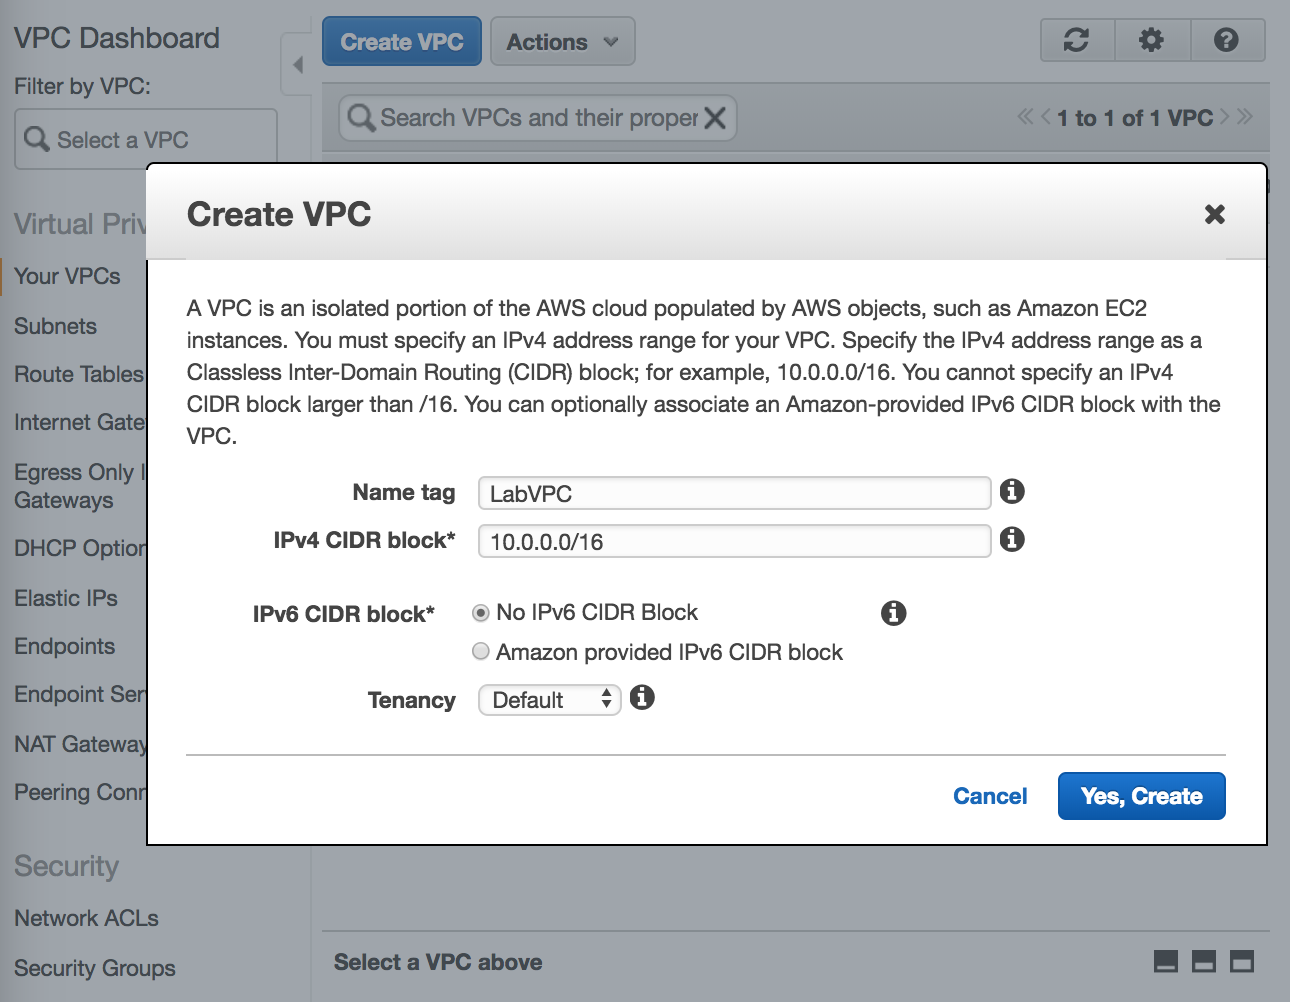 VPC Dashboard
Filter by VPC:
Select a VPC
Create VPC
Actions
Search VPCs and their proper
1 to 1 of 1 VPC
Virtual Priv
Your VPCs
Subnets
Route Tables
Internet Gate
Egress Only I
Gateways
DHCP Option
Elastic IPs
Endpoints
Endpoint Ser
NAT Gateway
Peering Conn
Security
Network ACLs
Security Groups
Create VPC
A VPC is an isolated portion of the AWS cloud populated by AWS objects, such as Amazon EC2
instances. You must specify an IPv4 address range for your VPC. Specify the IPv4 address range as a
Classless Inter-Domain Routing (CIDR) block; for example, 10.0.0.0/16. You cannot specify an IPv4
CIDR block larger than /16. You can optionally associate an Amazon-provided IPv6 CIDR block with the
VPC.
Name tag LabVPC
IPv4 CIDR block* 10.0.0.0/16
IPv6 CIDR block* No IPv6 CIDR Block
Amazon provided IPv6 CIDR block
Tenancy Default
Cancel Yes, Create
Select a VPC above